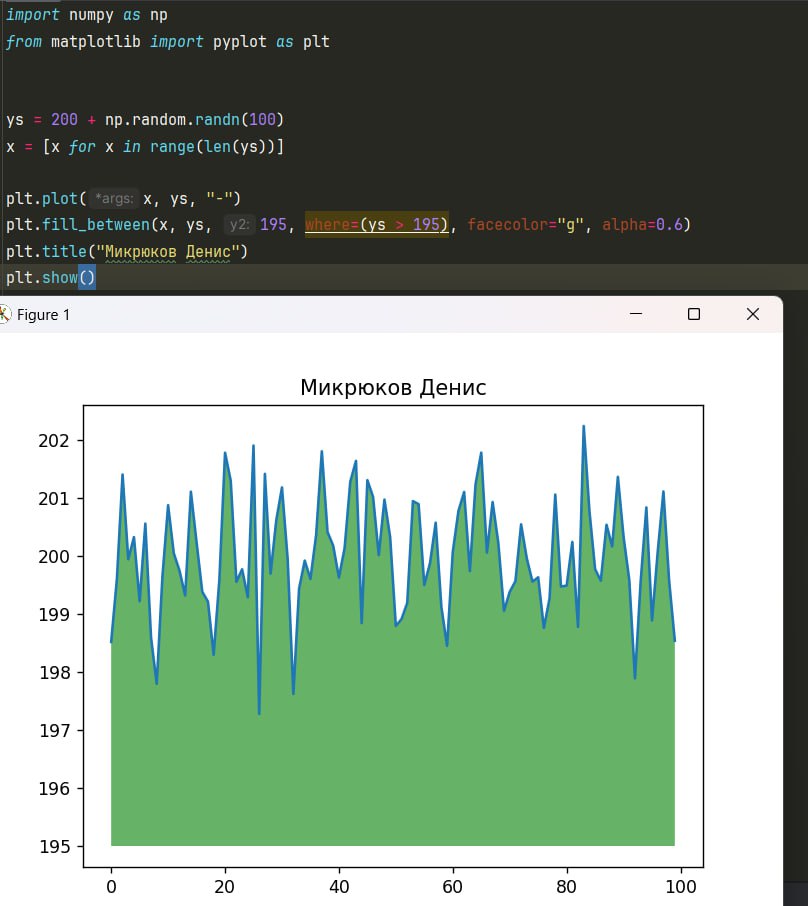 import numpy as np
from matplotlib import pyplot as plt
ys = 200 + np.random.randn(100)
x = [x for x in range(len(ys))]
plt.plot( *args: x, ys, "-")
plt.fill_between(x, ys, y2: 195, where=(ys > 195), facecolor="g", alpha=0.6)
plt.title("Микрюков Денис")
plt.show()
Figure 1
Микрюков Денис
202
201
200
199
198
197
196
195
0 20 40 60 80 100